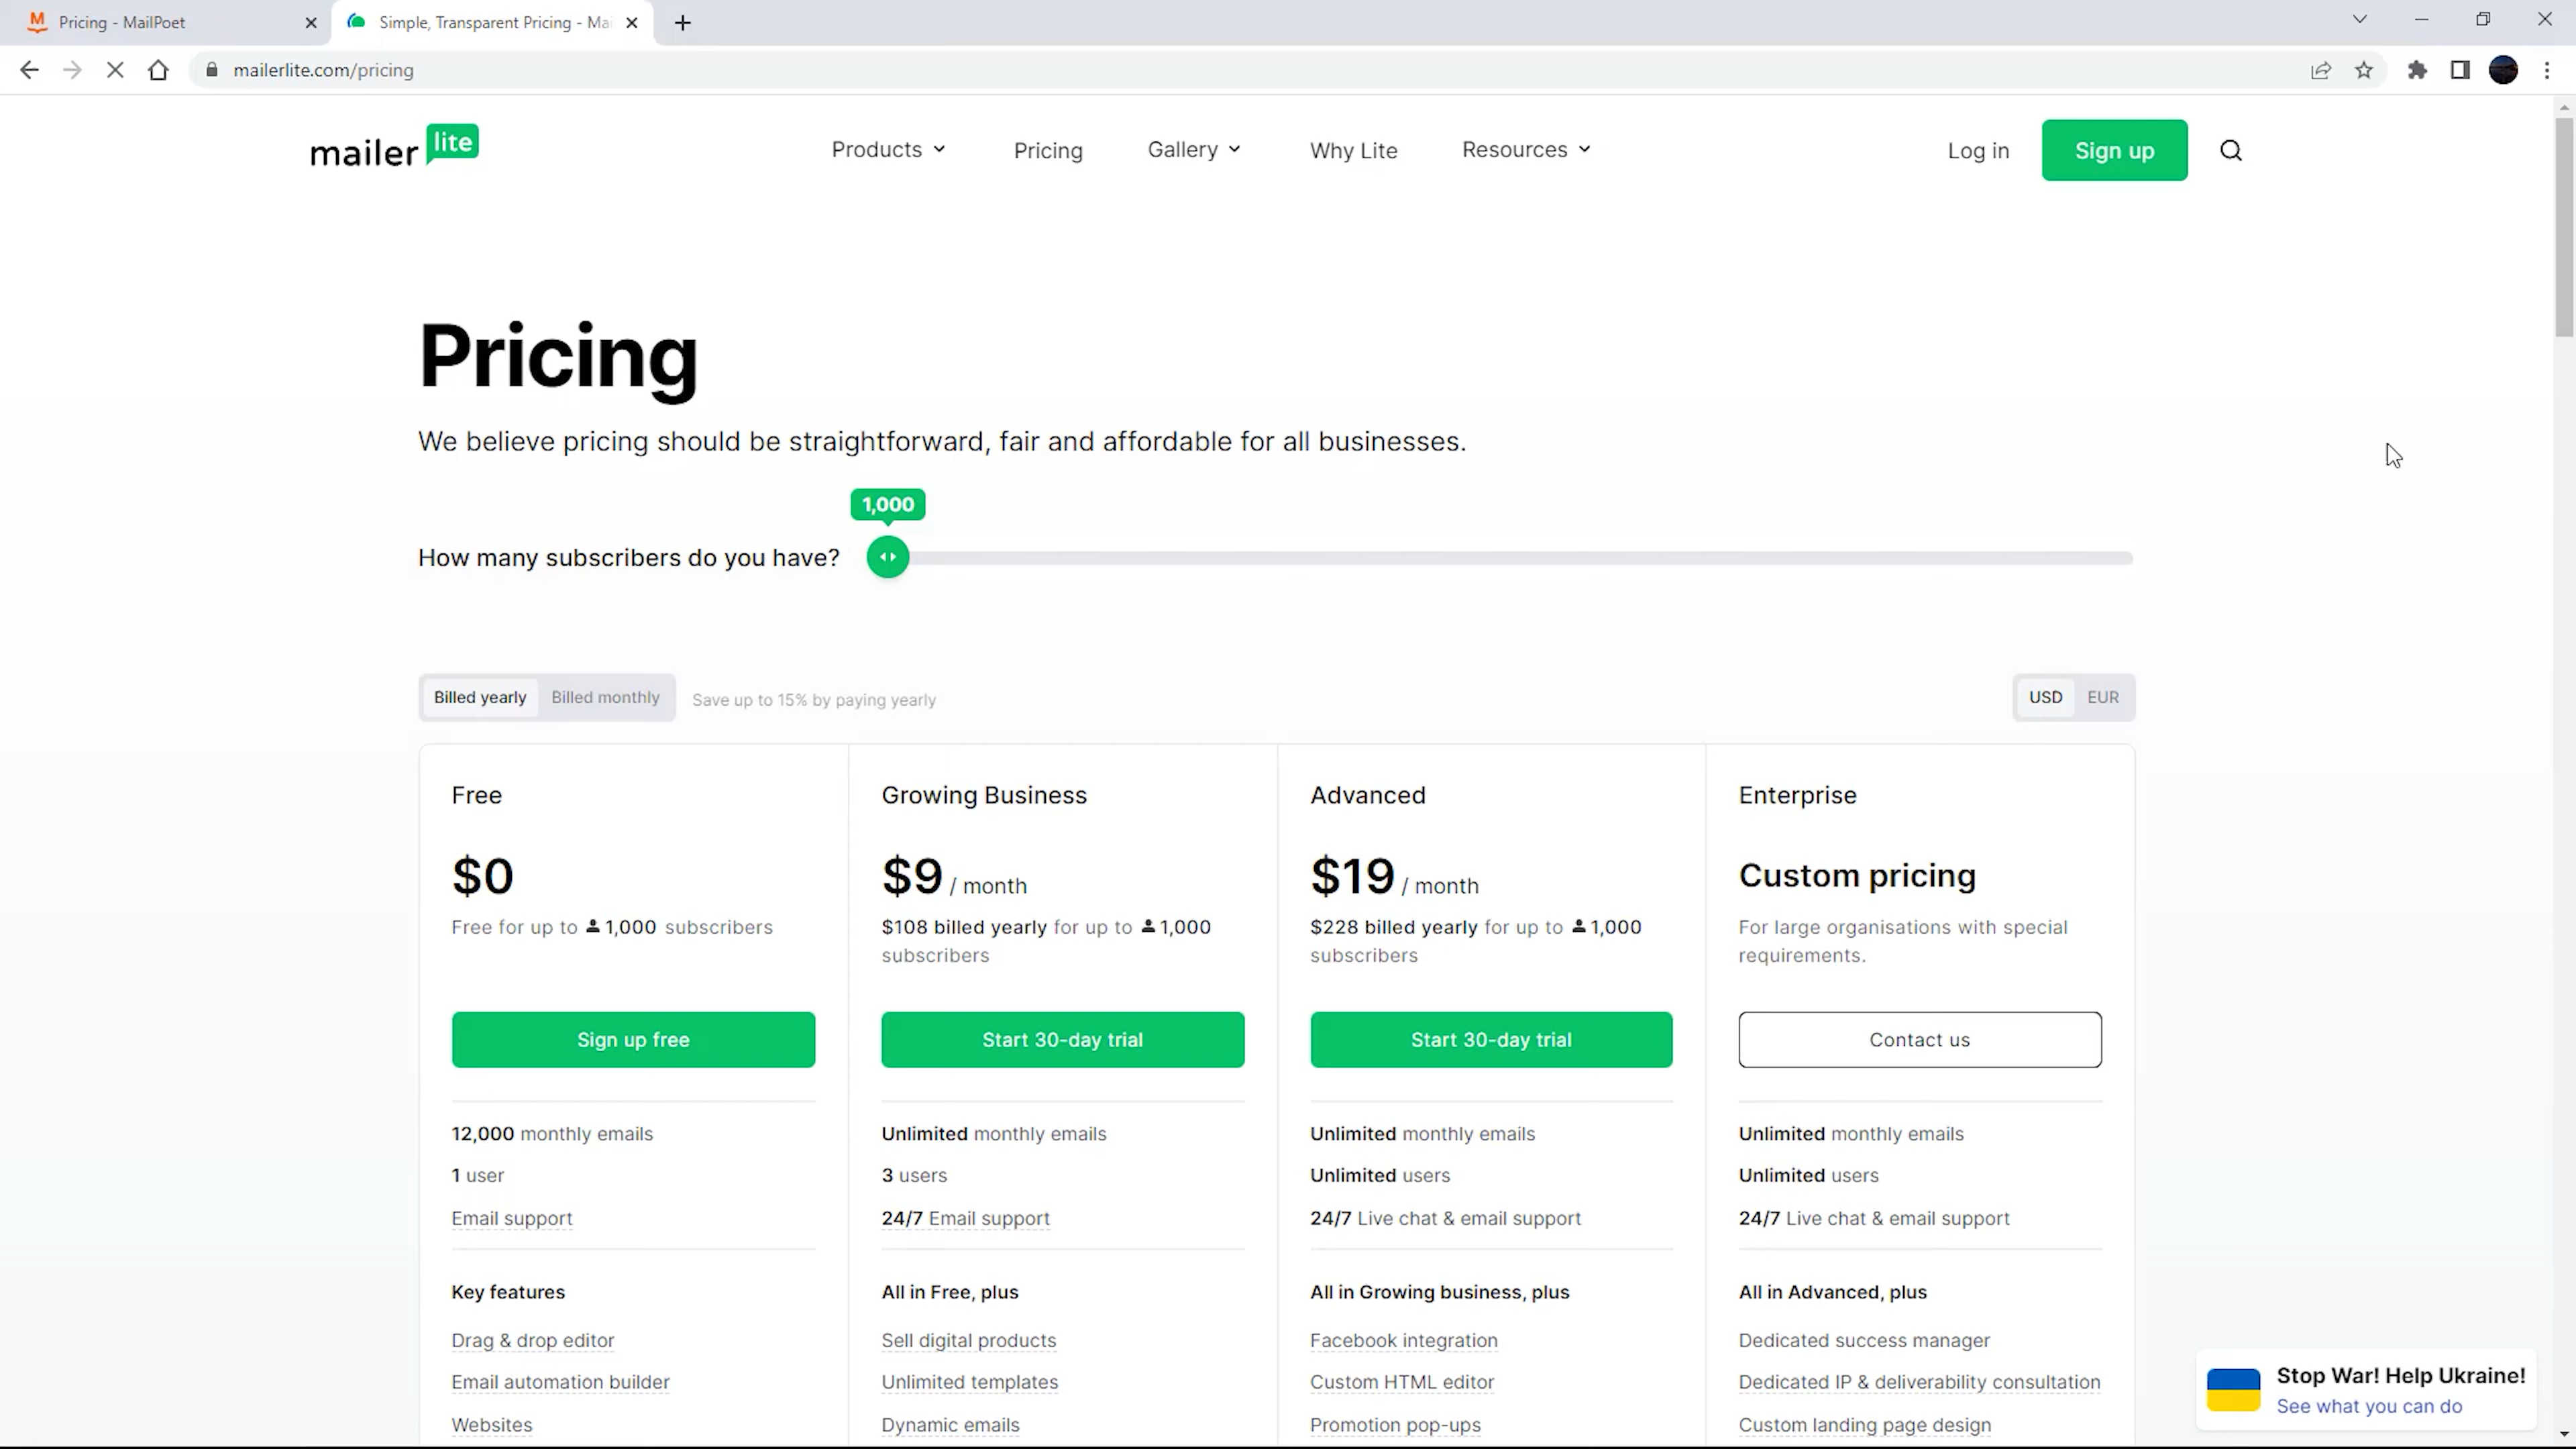 Pricing - MailPoet
Simple, Transparent Pricing - Mai
mailerlite.com/pricing
mailer lite
Products
Pricing
Gallery
Why Lite
Resources
Log in
Sign up
Pricing
We believe pricing should be straightforward, fair and affordable for all businesses.
1,000
How many subscribers do you have?
Billed yearly
Billed monthly
Save up to 15% by paying yearly
USD
EUR
Free
$0
Free for up to 1,000 subscribers
Sign up free
12,000 monthly emails
1 user
Email support
Key features
Drag & drop editor
Email automation builder
Websites
Growing Business
$9 / month
$108 billed yearly for up to 1,000
subscribers
Start 30-day trial
Unlimited monthly emails
3 users
24/7 Email support
All in Free, plus
Sell digital products
Unlimited templates
Dynamic emails
Advanced
$19 / month
$228 billed yearly for up to 1,000
subscribers
Start 30-day trial
Unlimited monthly emails
Unlimited users
24/7 Live chat & email support
All in Growing business, plus
Facebook integration
Custom HTML editor
Promotion pop-ups
Enterprise
Custom pricing
For large organisations with special
requirements.
Contact us
Unlimited monthly emails
Unlimited users
24/7 Live chat & email support
All in Advanced, plus
Dedicated success manager
Dedicated IP & deliverability consultation
Custom landing page design
Stop War! Help Ukraine!
See what you can do